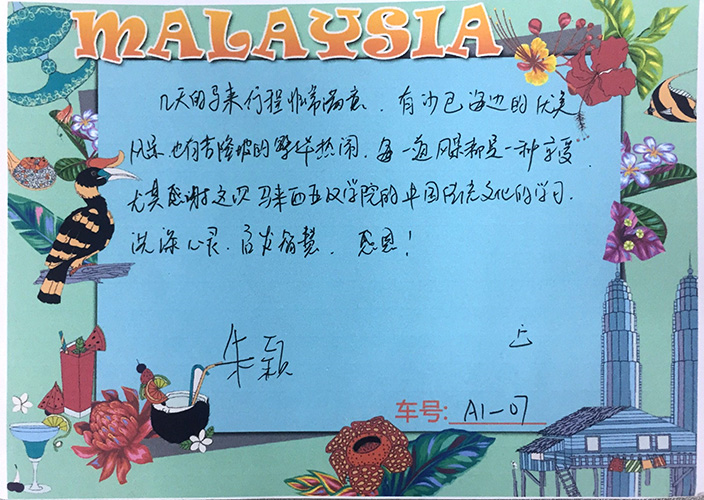 MALAYSIA
几天的马来行程非常满意。有沙巴海边的优美
风景也有吉隆坡的繁华热闹。每一道风景都是一种享受。
尤其感谢这次马来西亚汉学院的中国传统文化的学习。
洗涤心灵。启发智慧。感恩！
朱颖
车号: A1-07